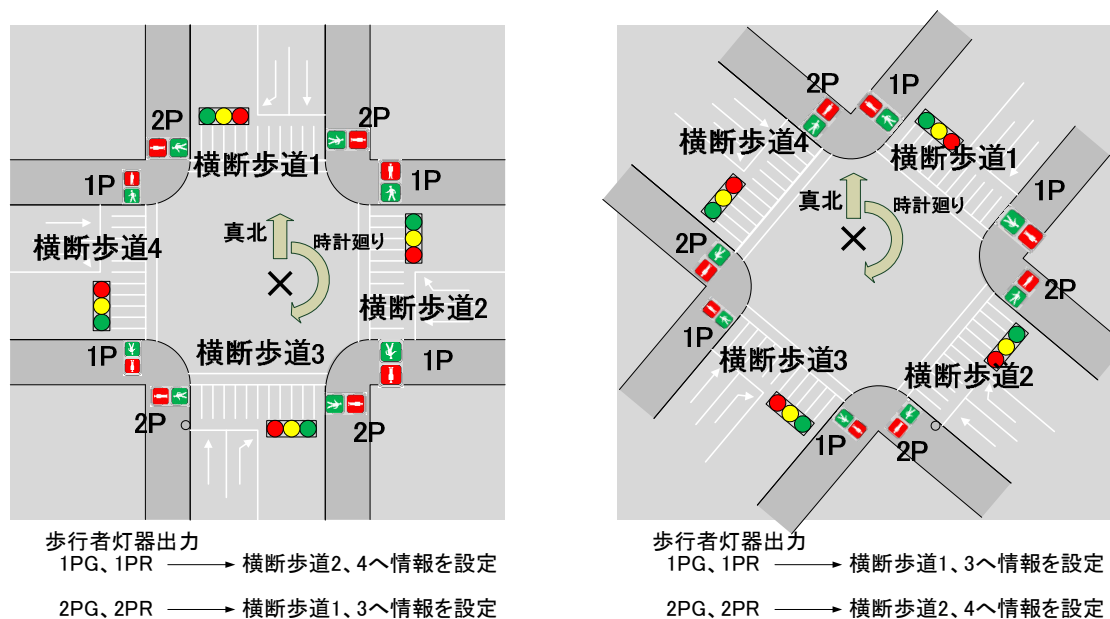 2P
2P
横断歩道1
1P
1P
真北
時計廻り
横断歩道4
横断歩道2
1P
横断歩道3
1P
2P
2P
歩行者灯器出力
1PG、1PR → 横断歩道2、4へ情報を設定
2PG、2PR → 横断歩道1、3へ情報を設定
2P
1P
横断歩道4
横断歩道1
真北
時計廻り
1P
2P
2P
1P
横断歩道3
横断歩道2
1P
2P
歩行者灯器出力
1PG、1PR → 横断歩道1、3へ情報を設定
2PG、2PR → 横断歩道2、4へ情報を設定